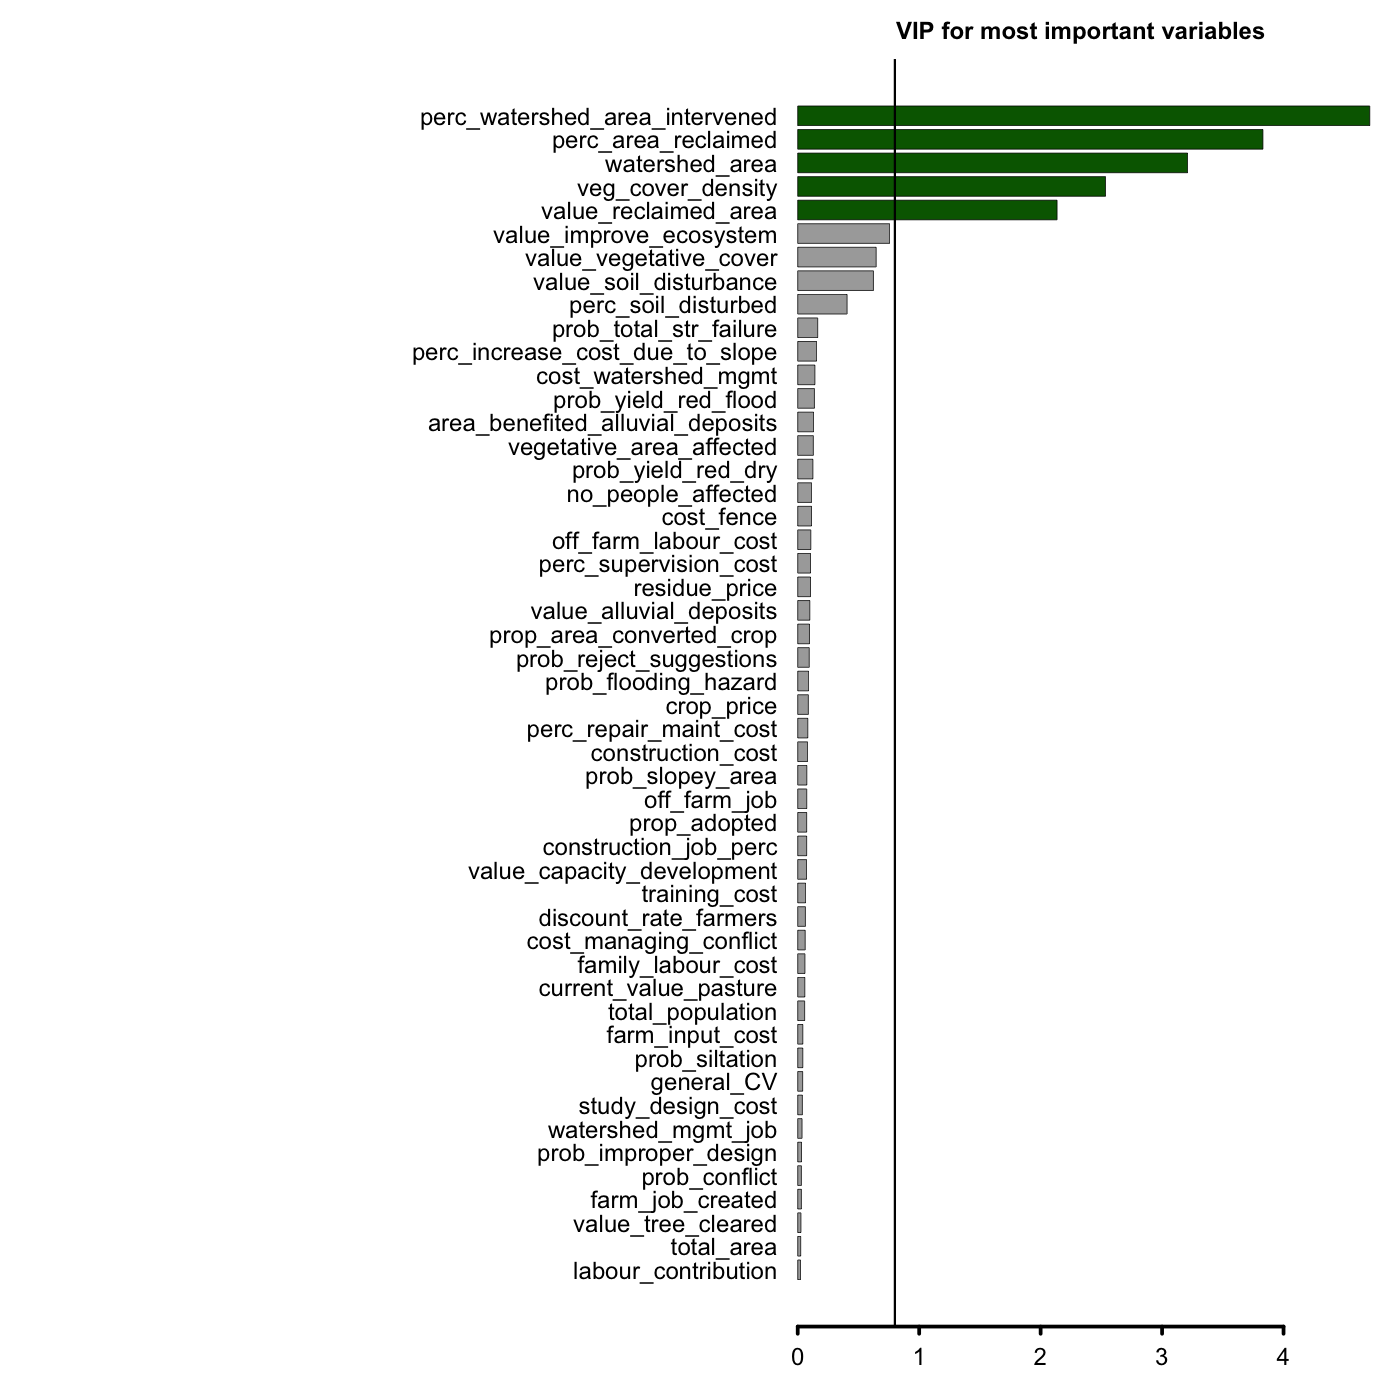 VIP for most important variables
perc_watershed_area_intervened
perc_area_reclaimed
watershed_area
veg_cover_density
value_reclaimed_area
value_improve_ecosystem
value_vegetative_cover
value_soil_disturbance
perc_soil_disturbed
prob_total_str_failure
perc_increase_cost_due_to_slope
cost_watershed_mgmt
prob_yield_red_flood
area_benefited_alluvial_deposits
vegetative_area_affected
prob_yield_red_dry
no_people_affected
cost_fence
off_farm_labour_cost
perc_supervision_cost
residue_price
value_alluvial_deposits
prop_area_converted_crop
prob_reject_suggestions
prob_flooding_hazard
crop_price
perc_repair_maint_cost
construction_cost
prob_slopey_area
off_farm_job
prop_adopted
construction_job_perc
value_capacity_development
training_cost
discount_rate_farmers
cost_managing_conflict
family_labour_cost
current_value_pasture
total_population
farm_input_cost
prob_siltation
general_CV
study_design_cost
watershed_mgmt_job
prob_improper_design
prob_conflict
farm_job_created
value_tree_cleared
total_area
labour_contribution
0 1 2 3 4